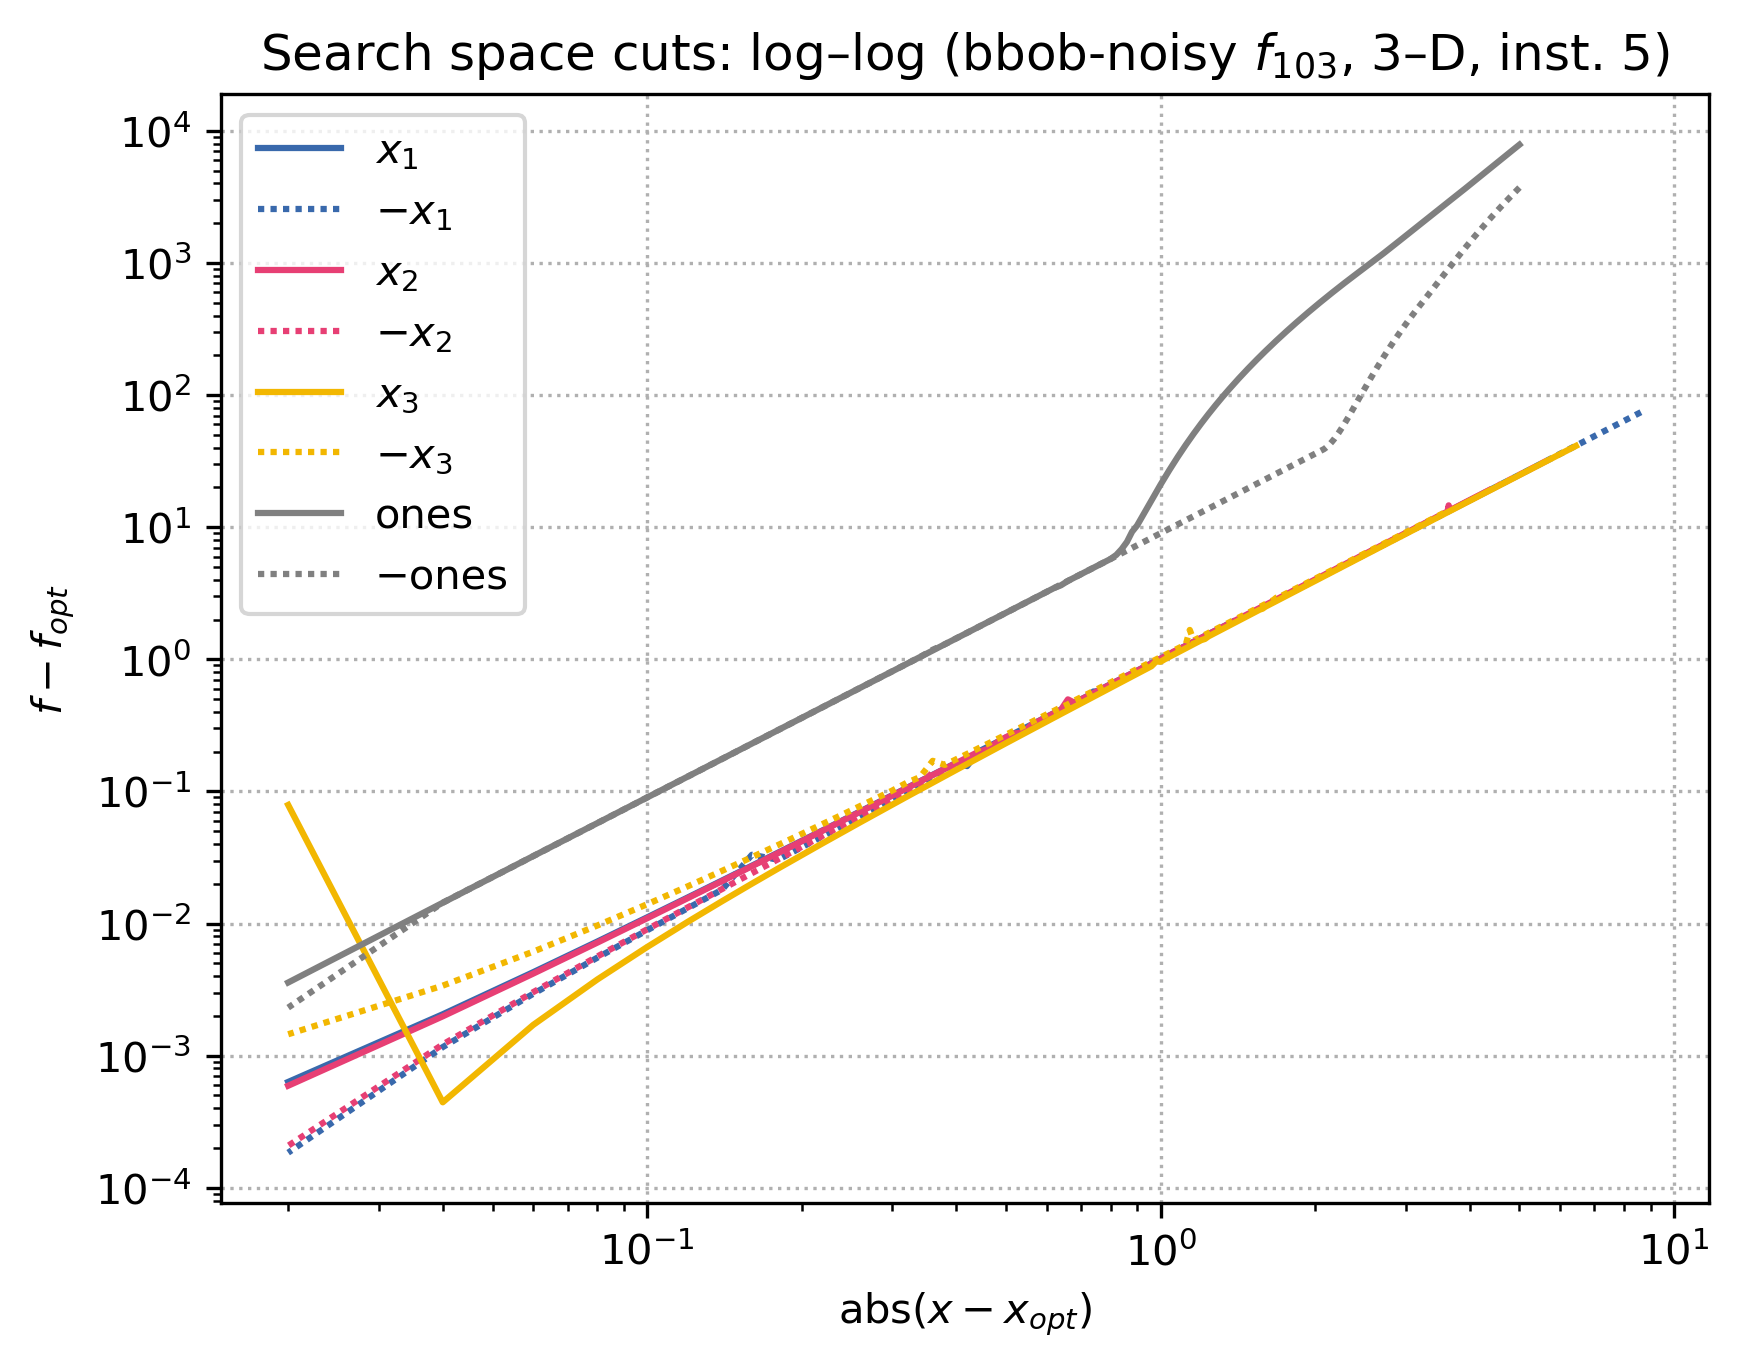 Search space cuts: log–log (bbob-noisy $f_{103}$, 3–D, inst. 5)
$10^4$
$10^3$
$10^2$
$10^1$
$10^0$
$10^{-1}$
$10^{-2}$
$10^{-3}$
$10^{-4}$
$f - f_{opt}$
$x_1$
$-x_1$
$x_2$
$-x_2$
$x_3$
$-x_3$
ones
−ones
$10^{-1}$ $10^0$ $10^1$
abs($x - x_{opt}$)